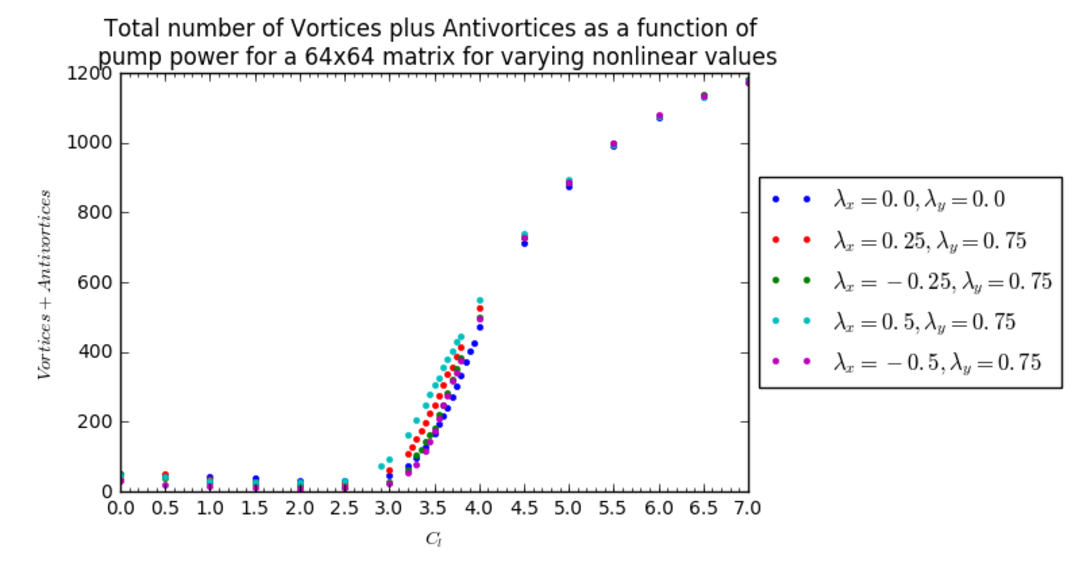 Total number of Vortices plus Antivortices as a function of
pump power for a 64x64 matrix for varying nonlinear values
1200
1000
800
600
400
200
0
Vortices + Antivortices
0.0 0.5 1.0 1.5 2.0 2.5 3.0 3.5 4.0 4.5 5.0 5.5 6.0 6.5 7.0
C_l
λ_x = 0.0, λ_y = 0.0
λ_x = 0.25, λ_y = 0.75
λ_x = −0.25, λ_y = 0.75
λ_x = 0.5, λ_y = 0.75
λ_x = −0.5, λ_y = 0.75